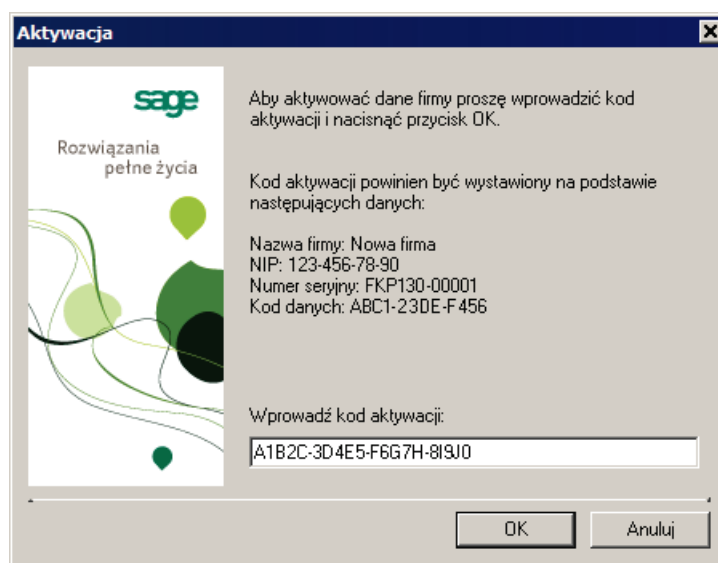 Aktywacja
sage
Rozwiązania
pełne życia
Aby aktywować dane firmy proszę wprowadzić kod
aktywacji i nacisnąć przycisk OK.
Kod aktywacji powinien być wystawiony na podstawie
następujących danych:
Nazwa firmy: Nowa firma
NIP: 123-456-78-90
Numer seryjny: FKP130-00001
Kod danych: ABC1-23DE-F456
Wprowadź kod aktywacji:
A1B2C-3D4E5-F6G7H-8I9J0
OK
Anuluj